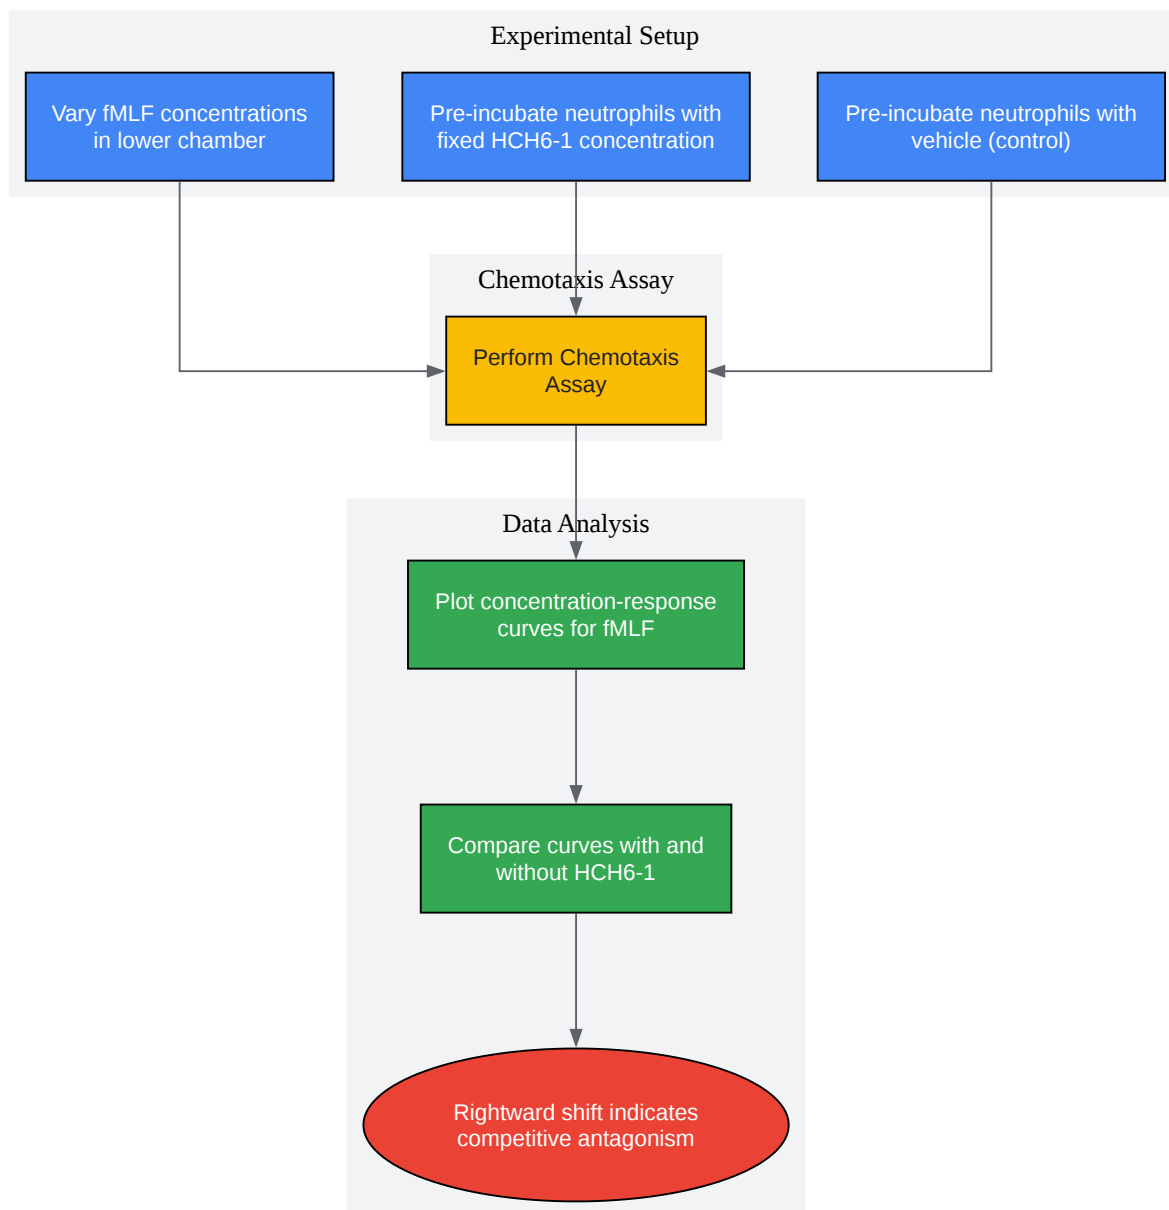 Experimental Setup
Vary fMLF concentrations
in lower chamber
Pre-incubate neutrophils with
fixed HCH6-1 concentration
Pre-incubate neutrophils with
vehicle (control)
Chemotaxis Assay
Perform Chemotaxis
Assay
Data Analysis
Plot concentration-response
curves for fMLF
Compare curves with and
without HCH6-1
Rightward shift indicates
competitive antagonism